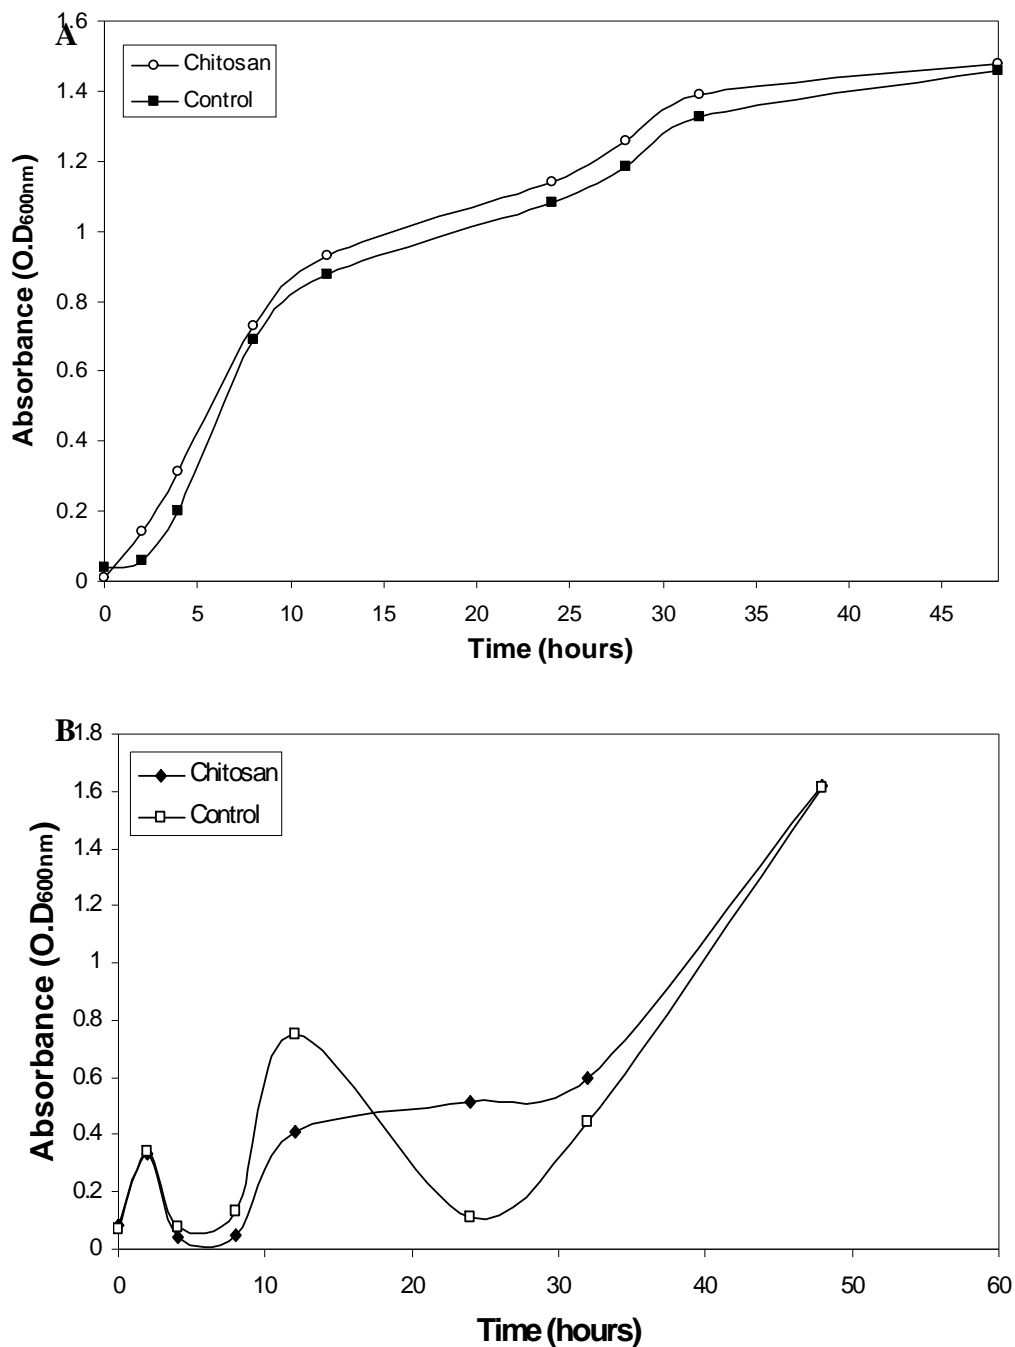 A
1.6
Chitosan
Control
1.4
1.2
1
0.8
0.6
0.4
0.2
0
Absorbance (O.D600nm)
0 5 10 15 20 25 30 35 40 45
Time (hours)
B
1.8
Chitosan
Control
1.6
1.4
1.2
1
0.8
0.6
0.4
0.2
0
Absorbance (O.D600nm)
0 10 20 30 40 50 60
Time (hours)